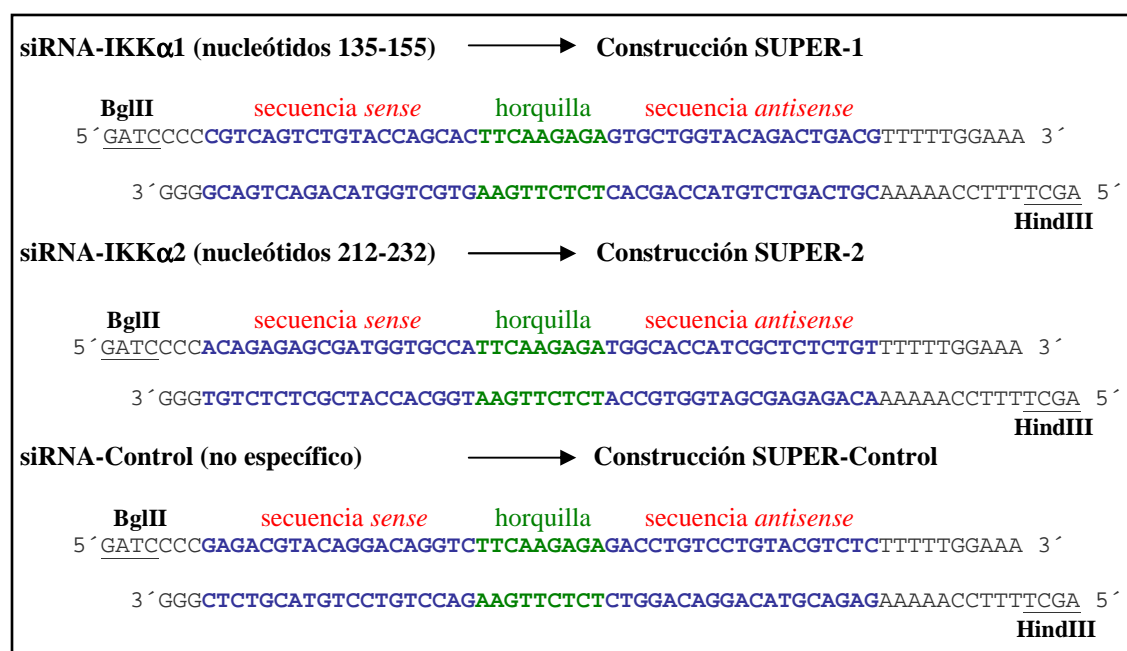 siRNA-IKKα1 (nucleótidos 135-155) ⟶ Construcción SUPER-1
BglII secuencia sense horquilla secuencia antisense
5´GATCCCCCGTCAGTCTGTACCAGCACTTCAAGAGAGTGCTGGTACAGACTGACGTTTTTGGAAA 3´
3´GGGGCAGTCAGACATGGTCGTGAAGTTCTCTCACGACCATGTCTGACTGCAAAAACCTTTTCGA 5´
HindIII
siRNA-IKKα2 (nucleótidos 212-232) ⟶ Construcción SUPER-2
BglII secuencia sense horquilla secuencia antisense
5´GATCCCCACAGAGAGCGATGGTGCCATTCAAGAGATGGCACCATCGCTCTCTGTTTTTTGGAAA 3´
3´GGGTGTCTCTCGCTACCACGGTAAGTTCTCTACCGTGGTAGCGAGAGACAAAAAACCTTTTCGA 5´
HindIII
siRNA-Control (no específico) ⟶ Construcción SUPER-Control
BglII secuencia sense horquilla secuencia antisense
5´GATCCCCGAGACGTACAGGACAGGTCTTCAAGAGAGACCTGTCCTGTACGTCTCTTTTTGGAAA 3´
3´GGGCTCTGCATGTCCTGTCCAGAAGTTCTCTCTGGACAGGACATGCAGAGAAAAACCTTTTCGA 5´
HindIII